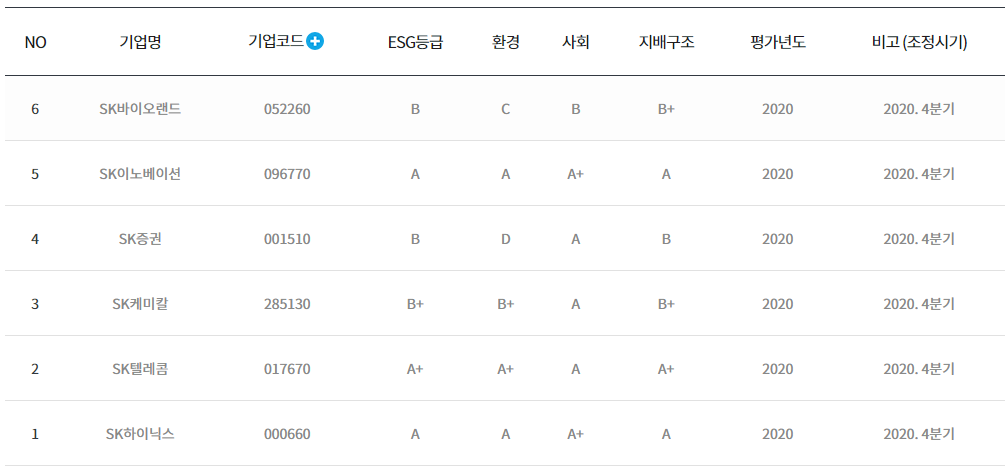 NO 기업명 기업코드 ESG등급 환경 사회 지배구조 평가년도 비고 (조정시기)
6 SK바이오랜드 052260 B C B B+ 2020 2020. 4분기
5 SK이노베이션 096770 A A A+ A 2020 2020. 4분기
4 SK증권 001510 B D A B 2020 2020. 4분기
3 SK케미칼 285130 B+ B+ A B+ 2020 2020. 4분기
2 SK텔레콤 017670 A+ A+ A A+ 2020 2020. 4분기
1 SK하이닉스 000660 A A A+ A 2020 2020. 4분기